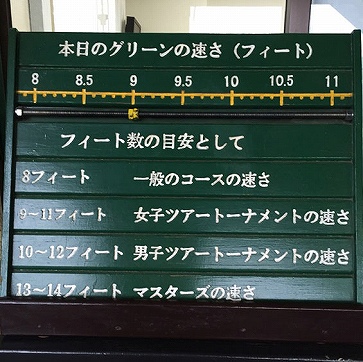 本日のグリーンの速さ（フィート）
8 8.5 9 9.5 10 10.5 11
フィート数の目安として
8フィート 一般のコースの速さ
9~11フィート 女子ツアートーナメントの速さ
10~12フィート 男子ツアートーナメントの速さ
13~14フィート マスターズの速さ